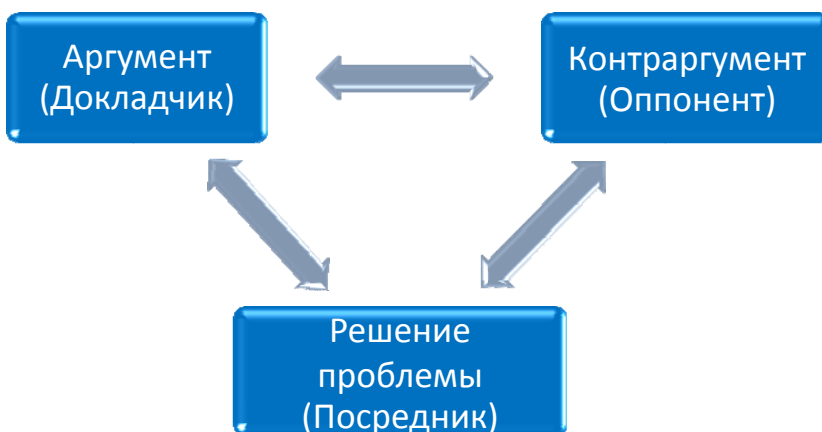 Аргумент
(Докладчик)
Контраргумент
(Оппонент)
Решение
проблемы
(Посредник)